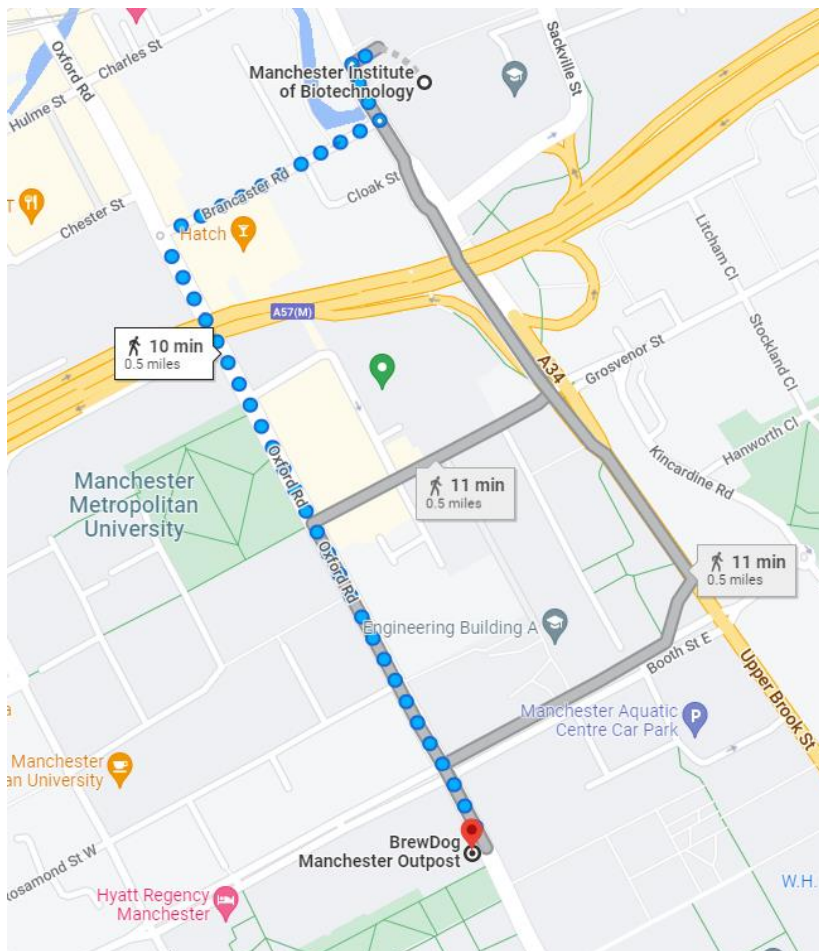 Oxford Rd
Charles St
Hulme St
Sackville St
Manchester Institute
of Biotechnology
Brancaster Rd
Cloak St
Chester St
T
Hatch
Litcham Cl
Stockland Cl
A57(M)
10 min
0.5 miles
A34
Grosvenor St
Hanworth Cl
Kincardine Rd
Oxford Rd
Manchester
Metropolitan
University
11 min
0.5 miles
Oxford Rd
11 min
0.5 miles
Engineering Building A
Booth St E
Upper Brook St
Manchester Aquatic
Centre Car Park
P
a
Manchester
an University
BrewDog
Manchester Outpost
osamond St W
Hyatt Regency
Manchester
W.H.